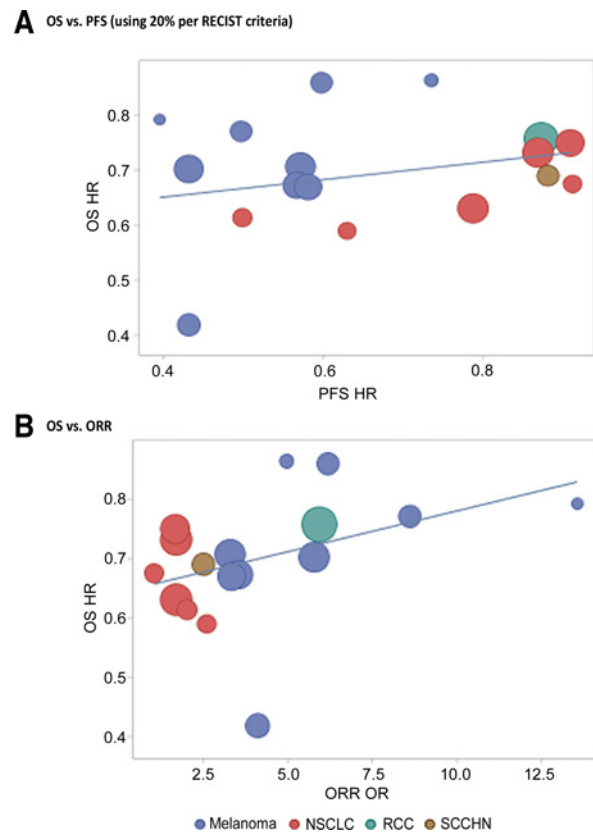 A OS vs. PFS (using 20% per RECIST criteria)
0.8
0.7
0.6
0.5
0.4
OS HR
0.4 0.6 0.8
PFS HR
B OS vs. ORR
0.8
0.7
0.6
0.5
0.4
OS HR
2.5 5.0 7.5 10.0 12.5
ORR OR
Melanoma NSCLC RCC SCCHN